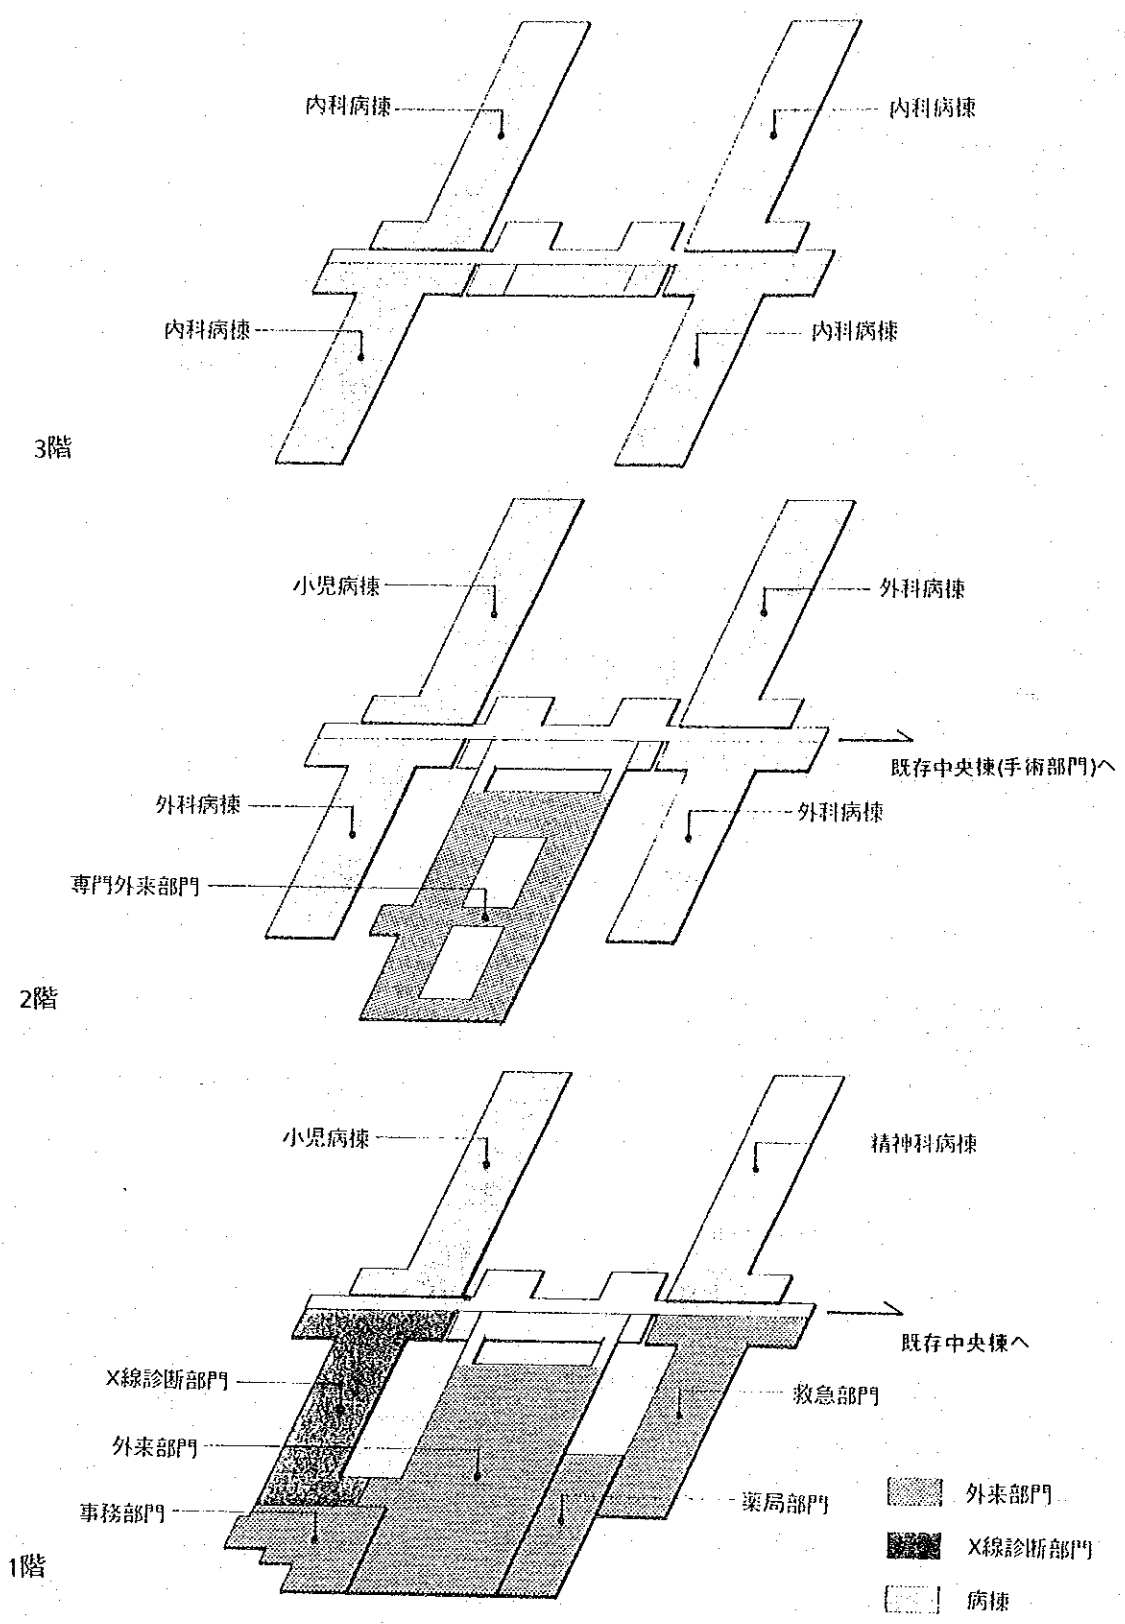 内科病棟
内科病棟
内科病棟
内科病棟
3階
小児病棟
外科病棟
既存中央棟(手術部門)へ
外科病棟
外科病棟
専門外来部門
2階
小児病棟
精神科病棟
既存中央棟へ
X線診断部門
救急部門
外来部門
事務部門
薬局部門
1階
外来部門
X線診断部門
病棟